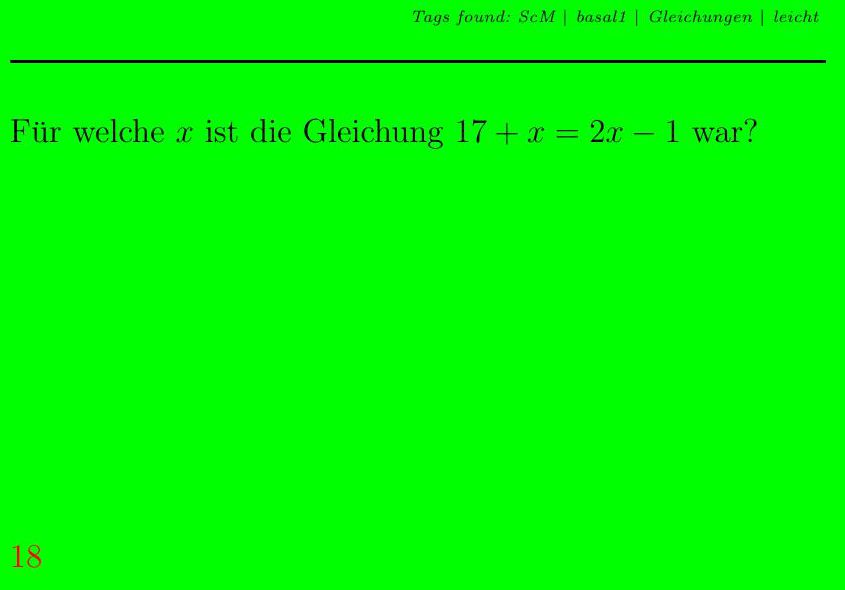 Tags found: ScM | basal1 | Gleichungen | leicht
Für welche x ist die Gleichung 17 + x = 2x − 1 war?
18